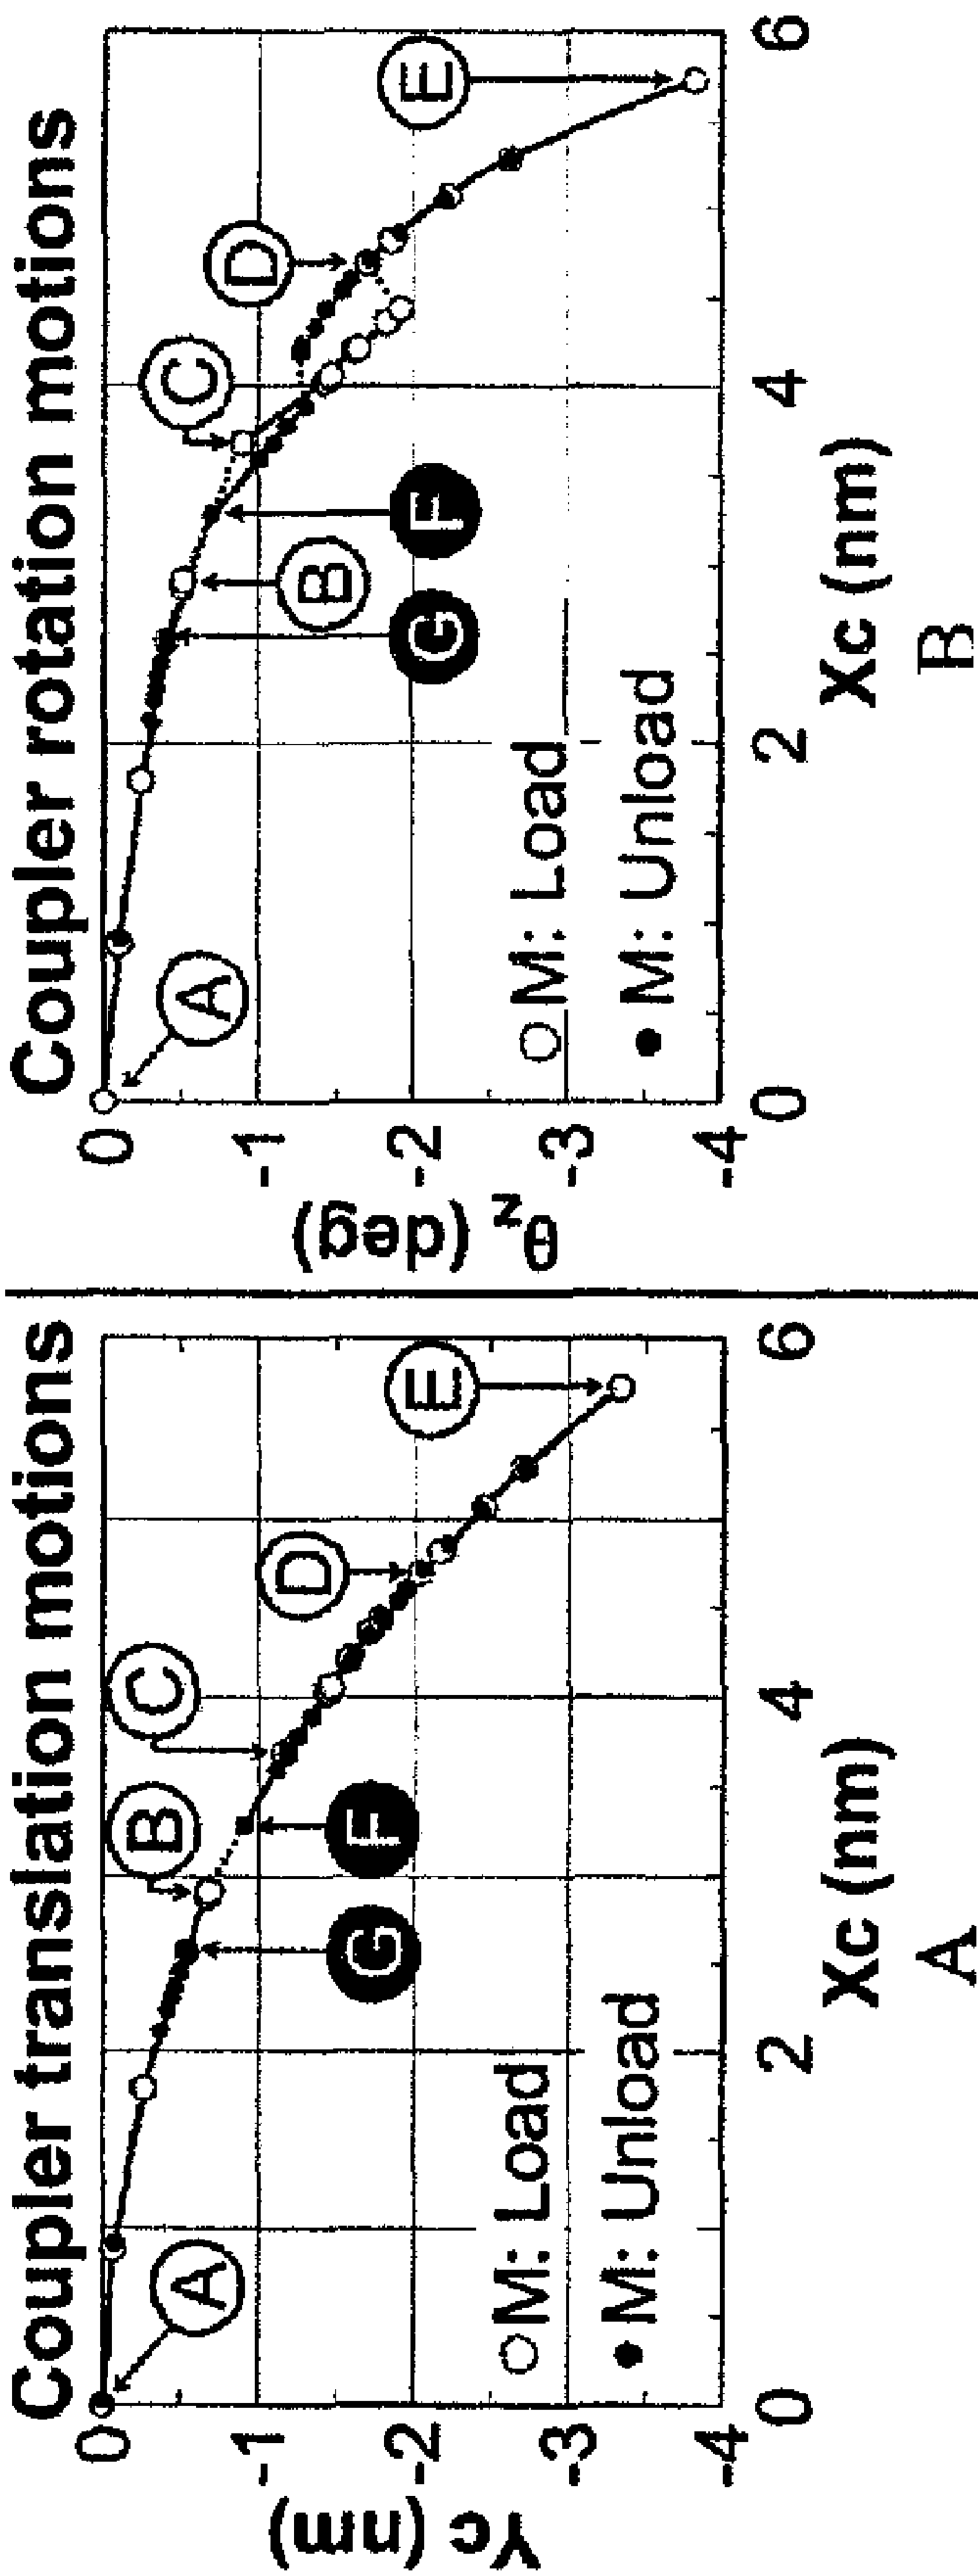 Coupler translation motions
Yc (nm)
0
-1
-2
-3
-4
A
B
C
D
E
G
F
○ M: Load
● M: Unload
0
2
4
6
Xc (nm)
A
Coupler rotation motions
θz (deg)
0
-1
-2
-3
-4
A
C
D
E
B
G
F
○ M: Load
● M: Unload
0
2
4
6
Xc (nm)
B